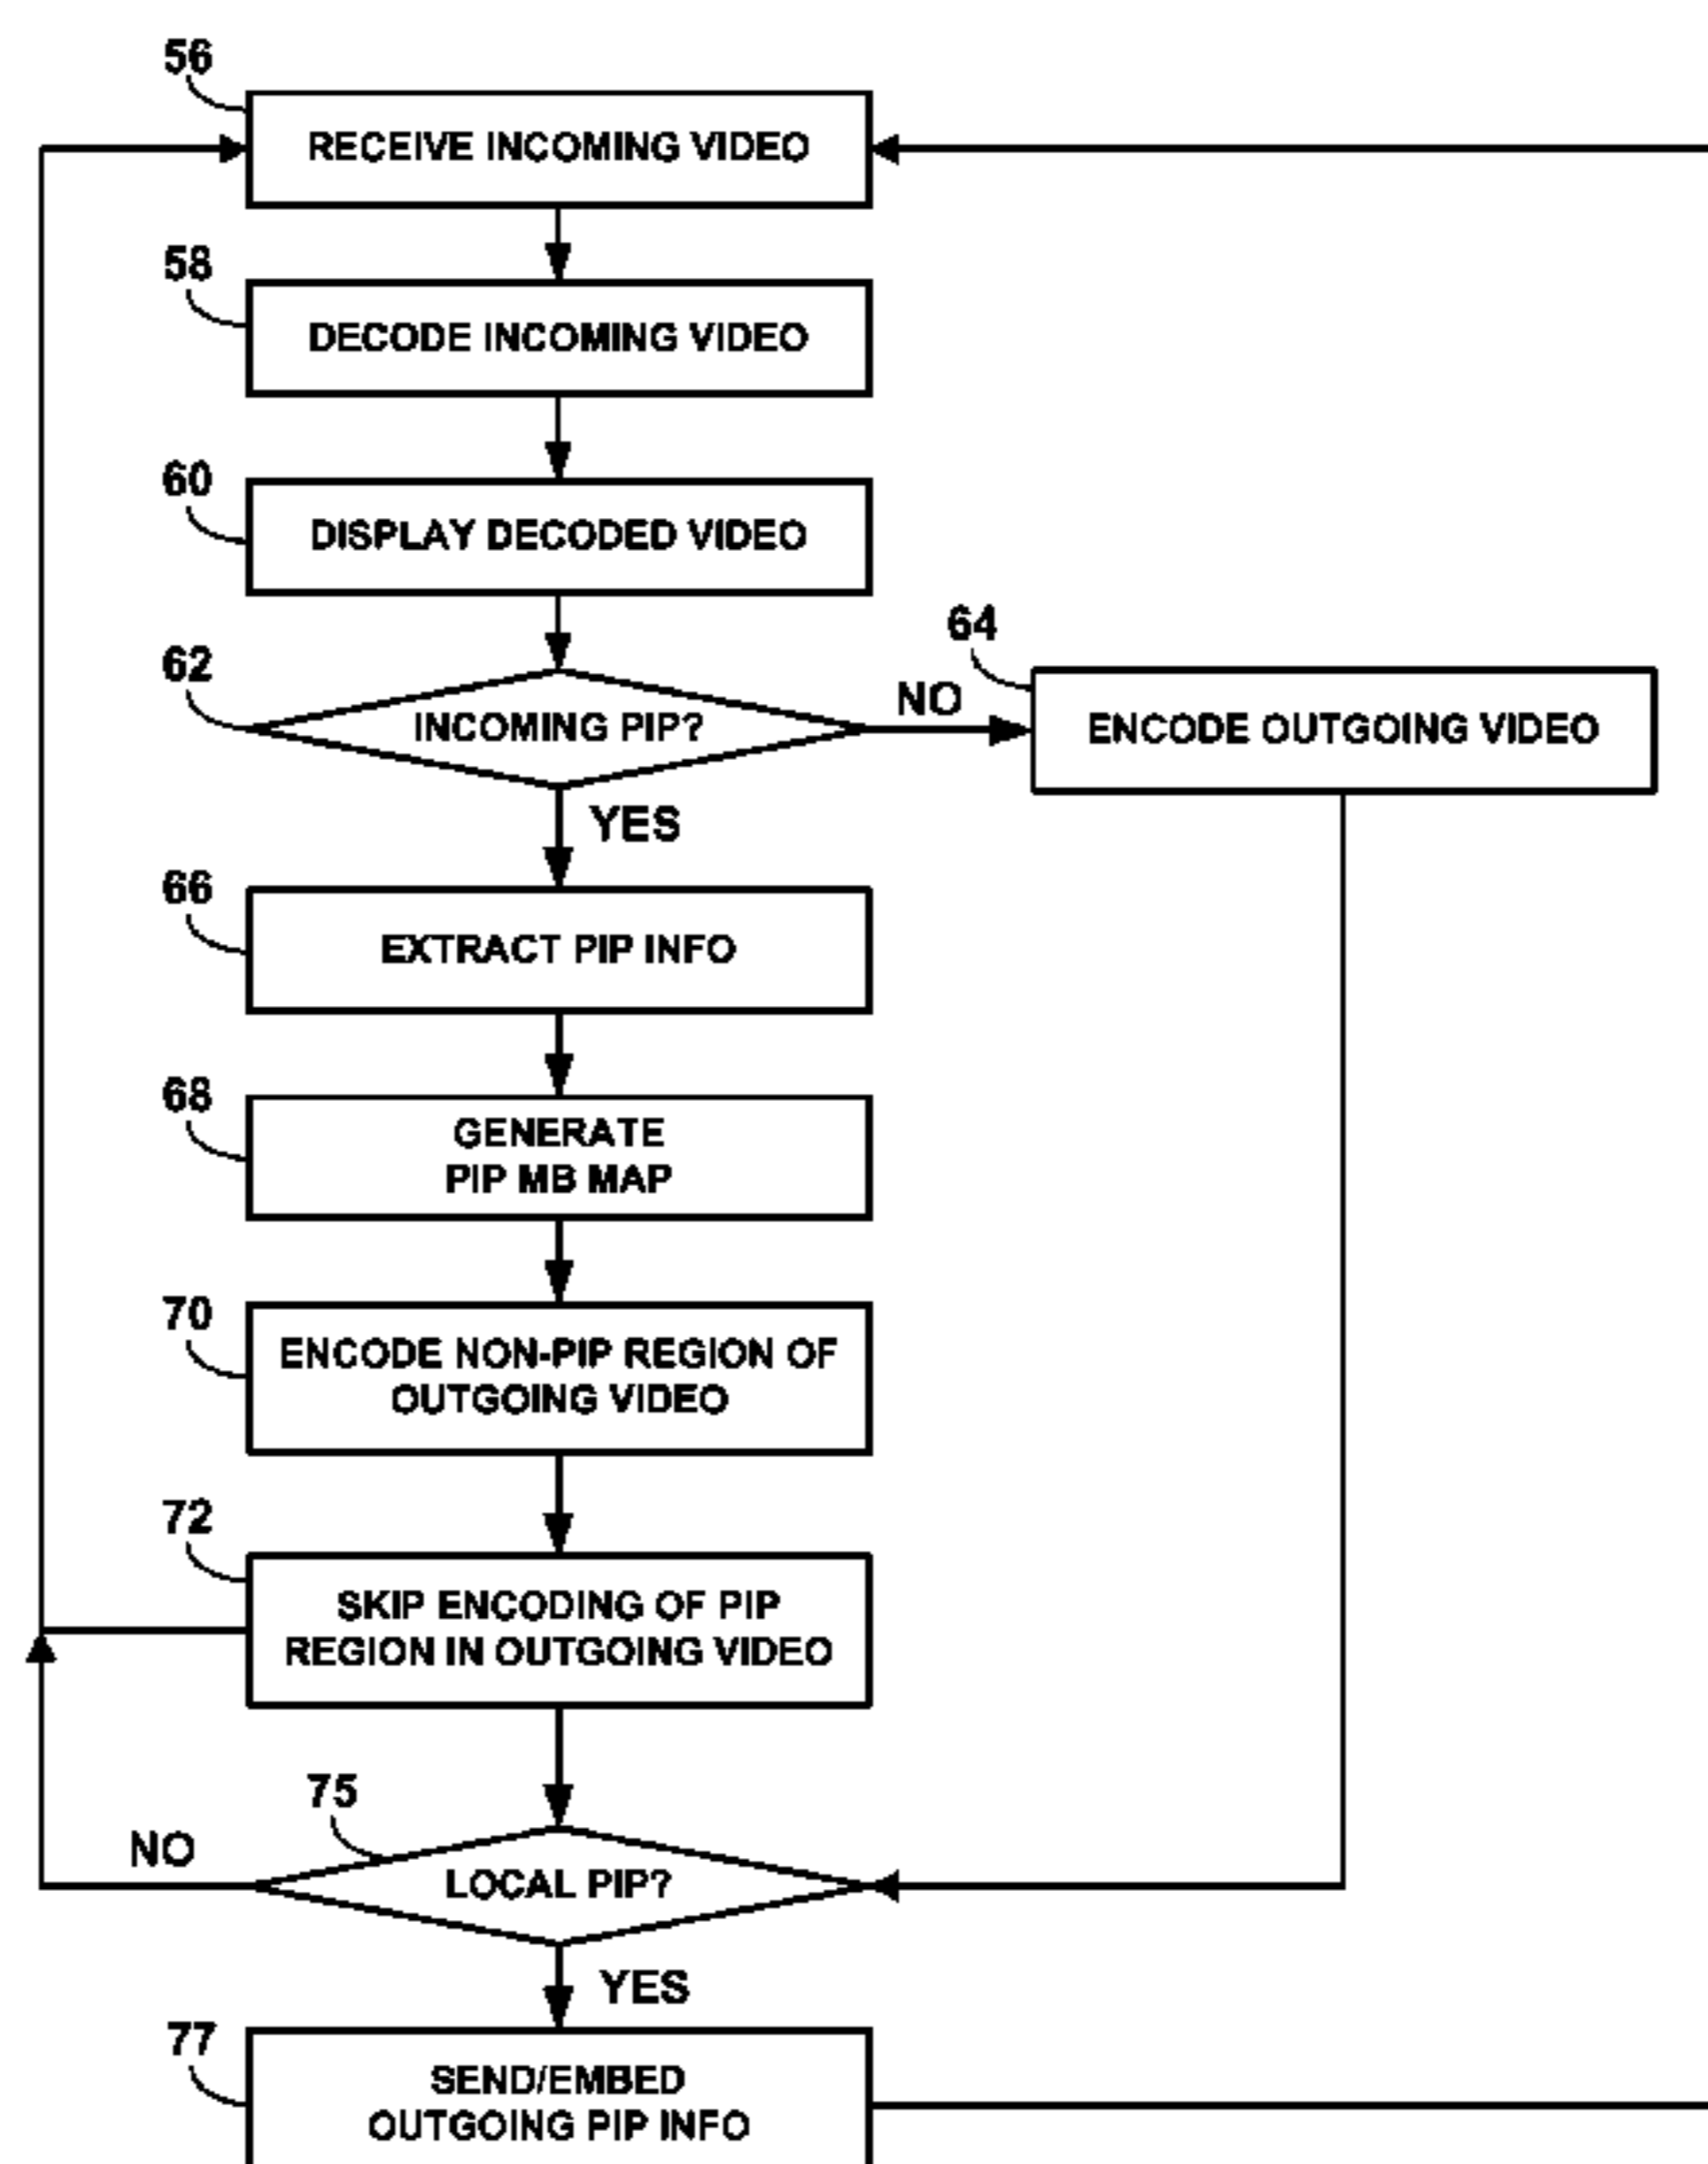 56
RECEIVE INCOMING VIDEO
58
DECODE INCOMING VIDEO
60
DISPLAY DECODED VIDEO
62
INCOMING PIP?
NO
64
ENCODE OUTGOING VIDEO
YES
66
EXTRACT PIP INFO
68
GENERATE
PIP MB MAP
70
ENCODE NON-PIP REGION OF
OUTGOING VIDEO
72
SKIP ENCODING OF PIP
REGION IN OUTGOING VIDEO
75
NO
LOCAL PIP?
YES
77
SEND/EMBED
OUTGOING PIP INFO